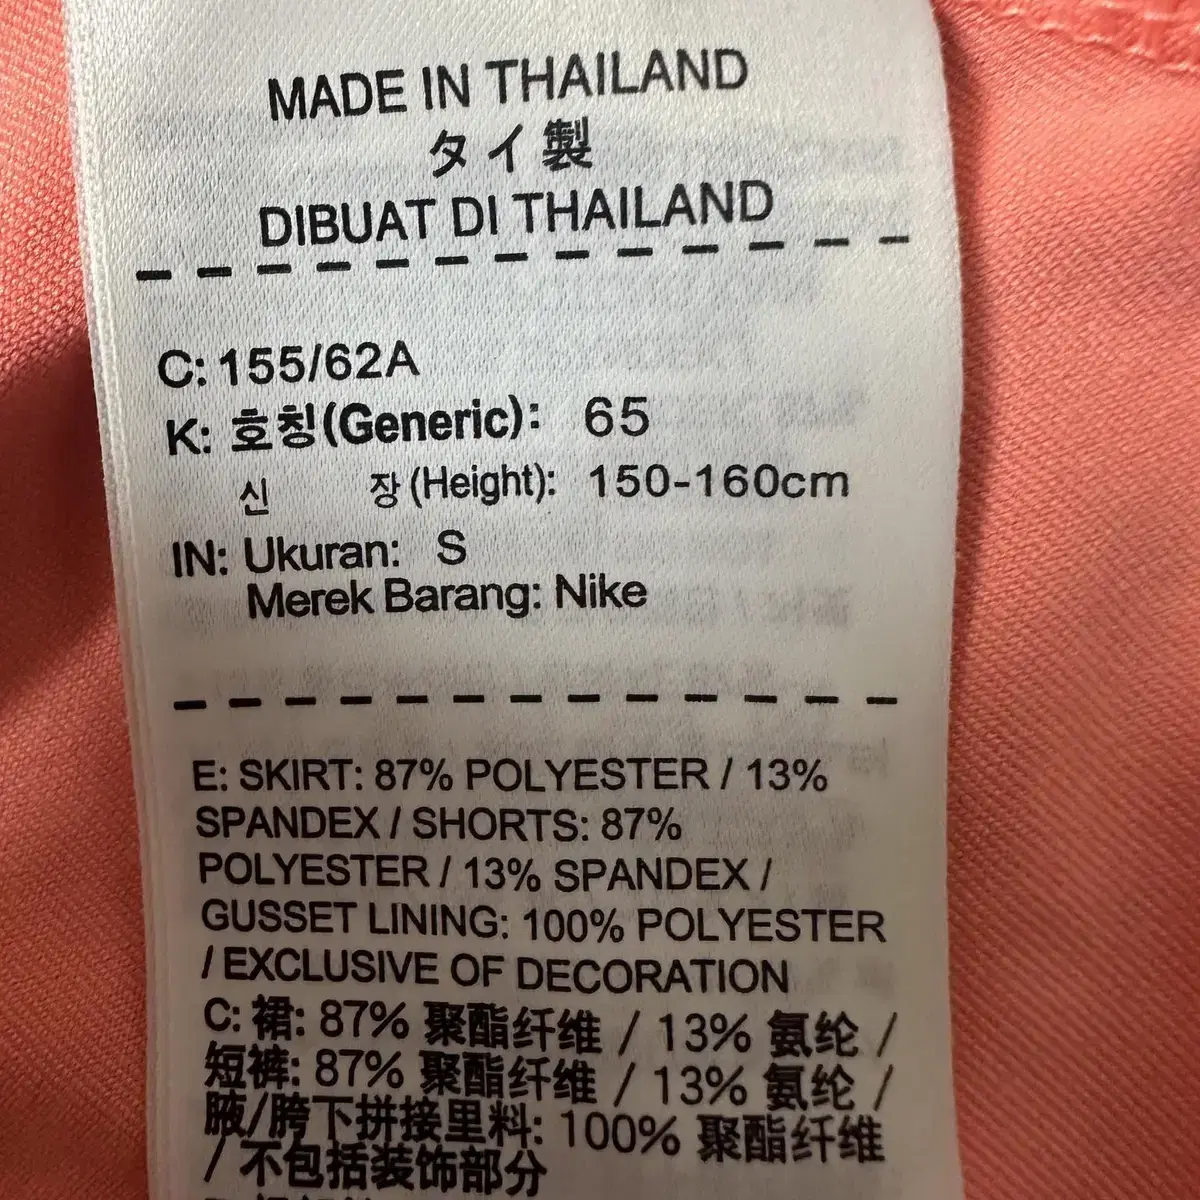 MADE IN THAILAND
タイ製
DIBUAT DI THAILAND
C: 155/62A
K: 호칭(Generic): 65
신 장(Height): 150-160cm
IN: Ukuran: S
Merek Barang: Nike
E: SKIRT: 87% POLYESTER / 13%
SPANDEX / SHORTS: 87%
POLYESTER / 13% SPANDEX /
GUSSET LINING: 100% POLYESTER
/ EXCLUSIVE OF DECORATION
C: 裙: 87% 聚酯纤维 / 13% 氨纶 /
短裤: 87% 聚酯纤维 / 13% 氨纶 /
腋/胯下拼接里料: 100% 聚酯纤维
/ 不包括装饰部分